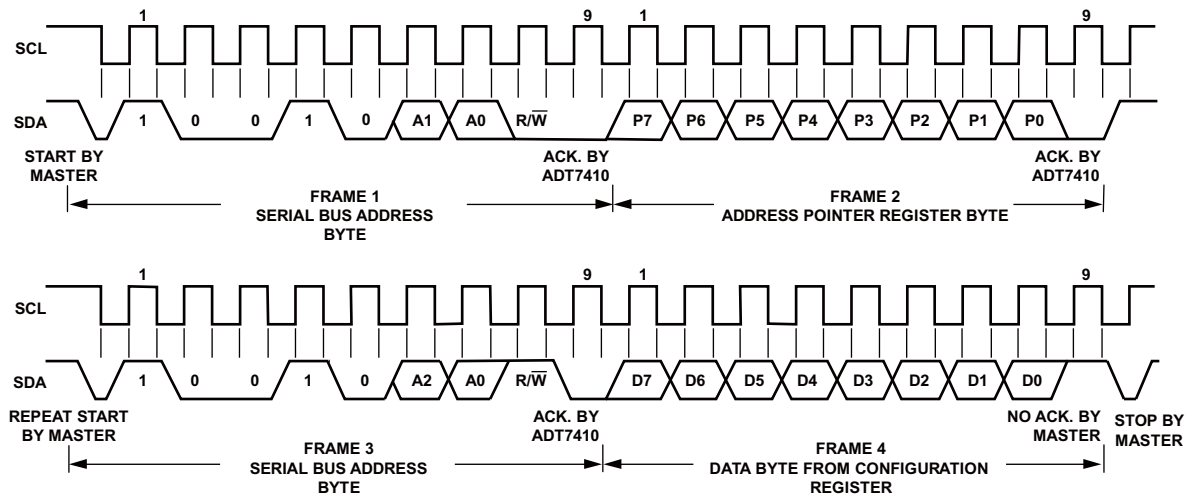 1 9 1 9
SCL
SDA 1 0 0 1 0 A1 A0 R/W̅ P7 P6 P5 P4 P3 P2 P1 P0
START BY
MASTER
ACK. BY
ADT7410
ACK. BY
ADT7410
FRAME 1
SERIAL BUS ADDRESS
BYTE
FRAME 2
ADDRESS POINTER REGISTER BYTE
1 9 1 9
SCL
SDA 1 0 0 1 0 A2 A0 R/W̅ D7 D6 D5 D4 D3 D2 D1 D0
REPEAT START
BY MASTER
ACK. BY
ADT7410
NO ACK. BY
MASTER
STOP BY
MASTER
FRAME 3
SERIAL BUS ADDRESS
BYTE
FRAME 4
DATA BYTE FROM CONFIGURATION
REGISTER